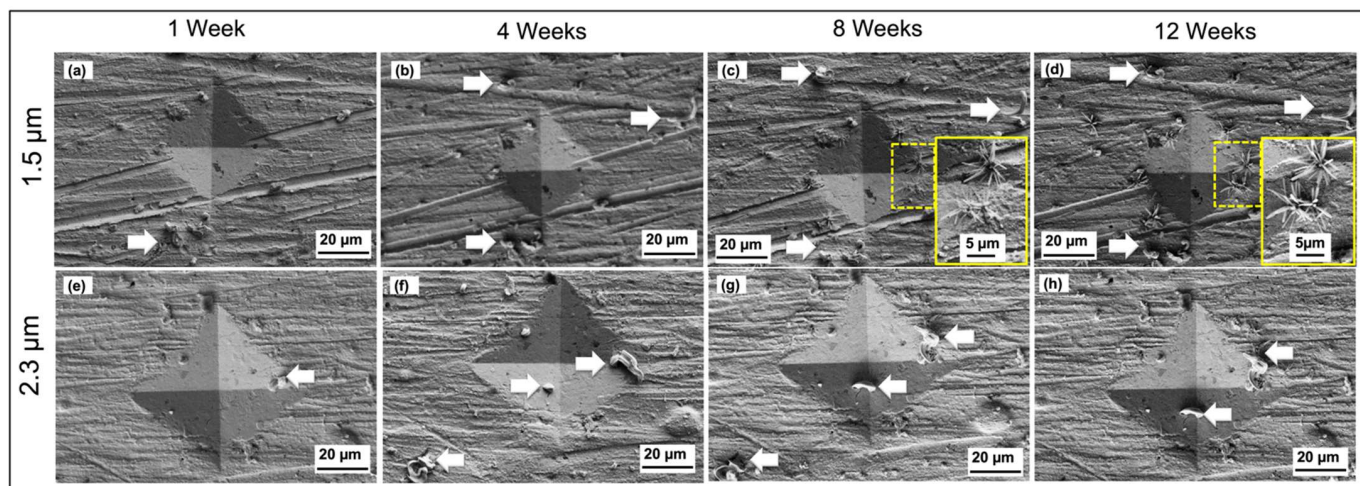 1 Week
4 Weeks
8 Weeks
12 Weeks
1.5 µm
(a)
20 µm
(b)
20 µm
(c)
20 µm
5 µm
(d)
20 µm
5µm
2.3 µm
(e)
20 µm
(f)
20 µm
(g)
20 µm
(h)
20 µm